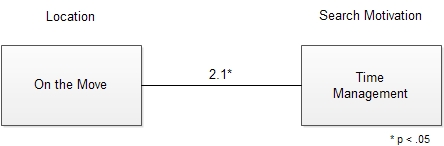 Location
Search Motivation
On the Move
2.1*
Time
Management
* p < .05